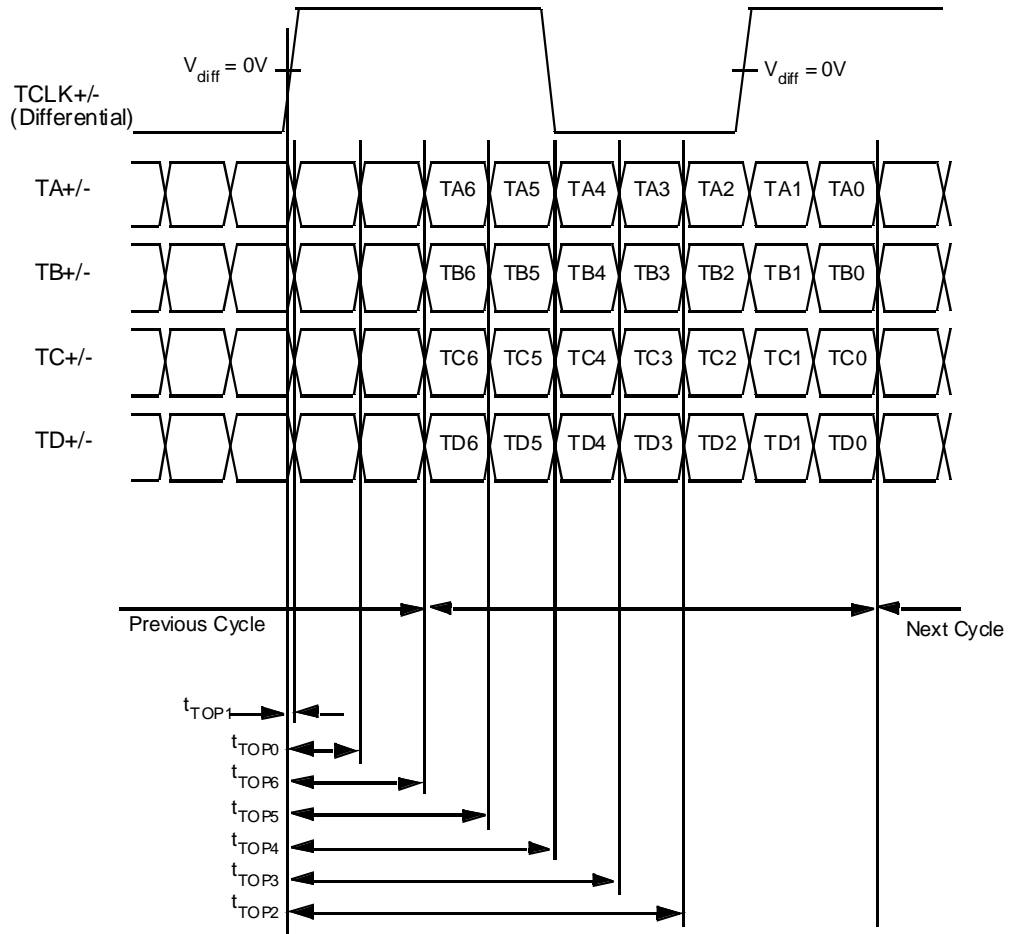 V_diff = 0V
V_diff = 0V
TCLK+/-
(Differential)
TA+/-
TA6 TA5 TA4 TA3 TA2 TA1 TA0
TB+/-
TB6 TB5 TB4 TB3 TB2 TB1 TB0
TC+/-
TC6 TC5 TC4 TC3 TC2 TC1 TC0
TD+/-
TD6 TD5 TD4 TD3 TD2 TD1 TD0
Previous Cycle
Next Cycle
t_TOP1
t_TOP0
t_TOP6
t_TOP5
t_TOP4
t_TOP3
t_TOP2